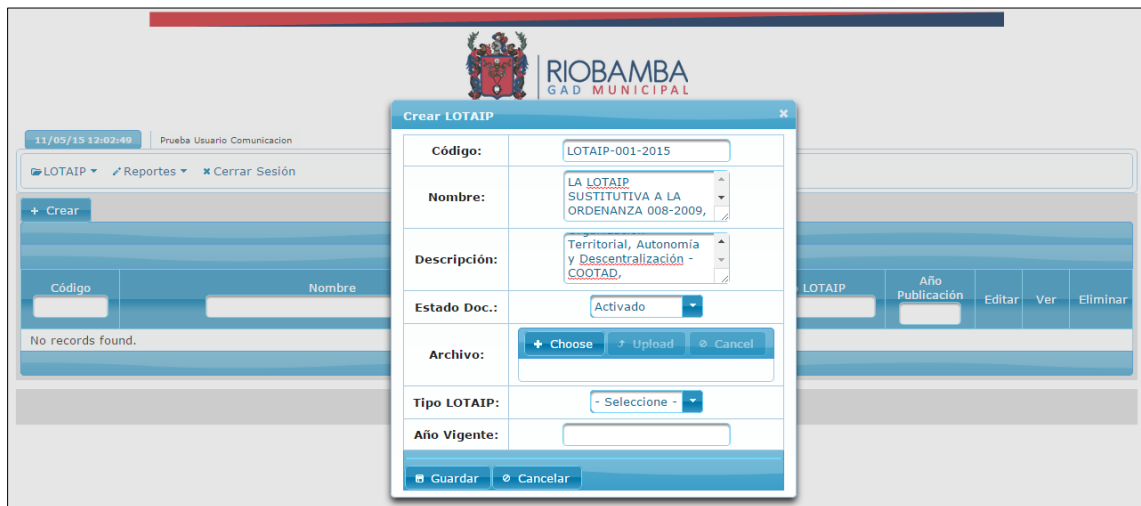 RIOBAMBA
GAD MUNICIPAL
11/05/15 12:02:49 Prueba Usuario Comunicacion
LOTAIP Reportes Cerrar Sesión
+ Crear
Código Nombre LOTAIP Año Publicación Editar Ver Eliminar
No records found.
Crear LOTAIP
Código: LOTAIP-001-2015
Nombre: LA LOTAIP
SUSTITUTIVA A LA
ORDENANZA 008-2009,
Descripción: Territorial, Autonomía
y Descentralización -
COOTAD,
Estado Doc.: Activado
Archivo: + Choose Upload Cancel
Tipo LOTAIP: - Seleccione -
Año Vigente:
Guardar Cancelar